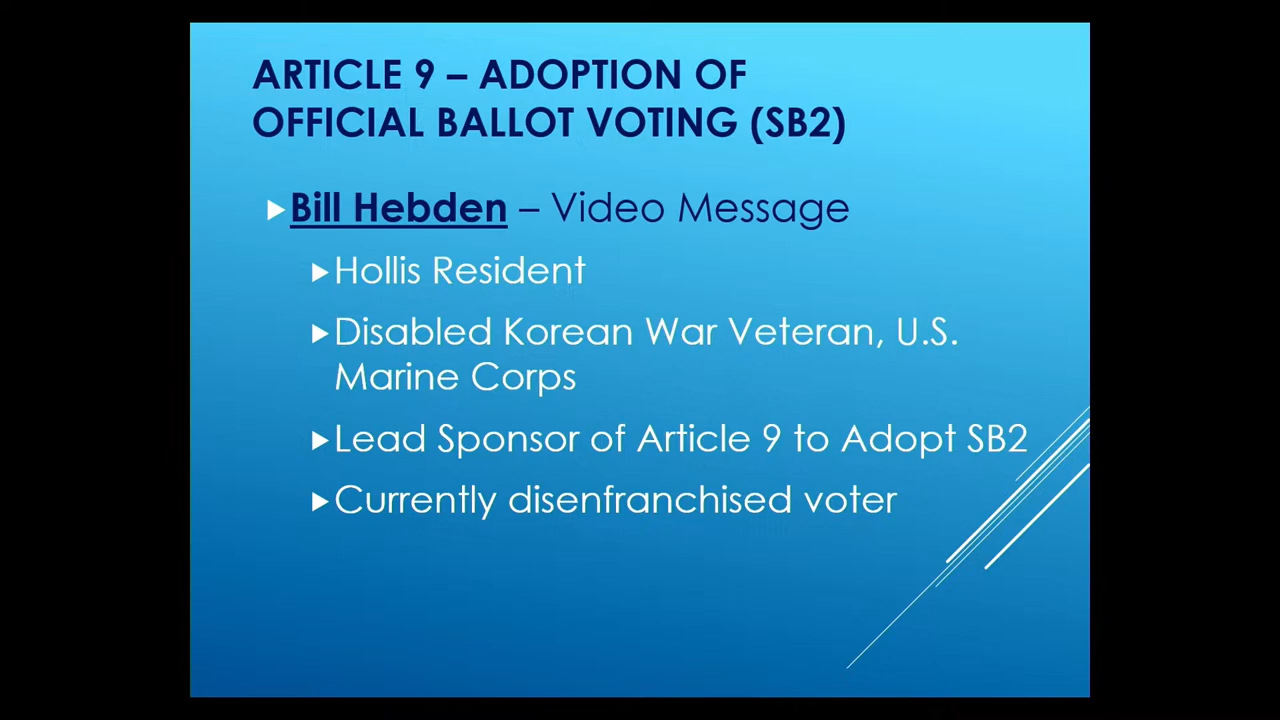 ARTICLE 9 – ADOPTION OF
OFFICIAL BALLOT VOTING (SB2)
Bill Hebden – Video Message
Hollis Resident
Disabled Korean War Veteran, U.S.
Marine Corps
Lead Sponsor of Article 9 to Adopt SB2
Currently disenfranchised voter